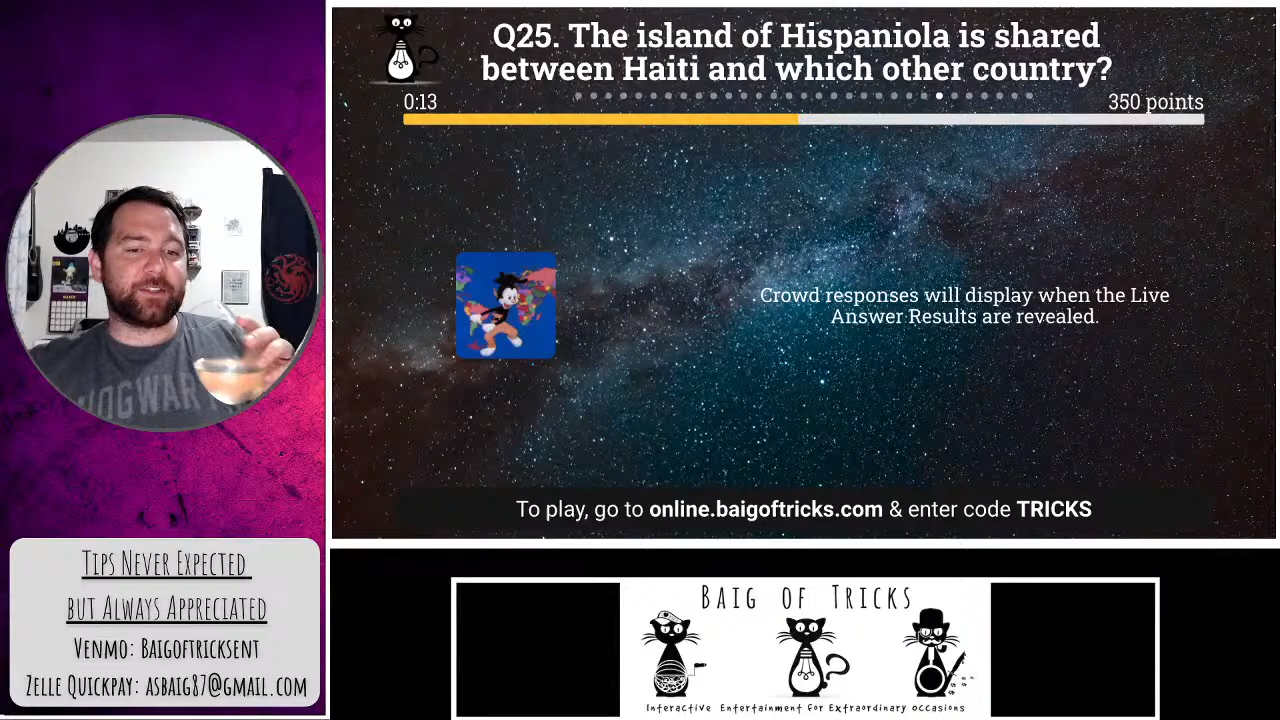 Q25. The island of Hispaniola is shared
between Haiti and which other country?
0:13
350 points
Crowd responses will display when the Live
Answer Results are revealed.
To play, go to online.baigoftricks.com & enter code TRICKS
HOGWAR
Tips Never Expected
but Always Appreciated
Venmo: Baigoftricksent
Zelle Quickpay: asbaig87@gmail.com
Baig of Tricks
Interactive Entertainment for Extraordinary Occasions